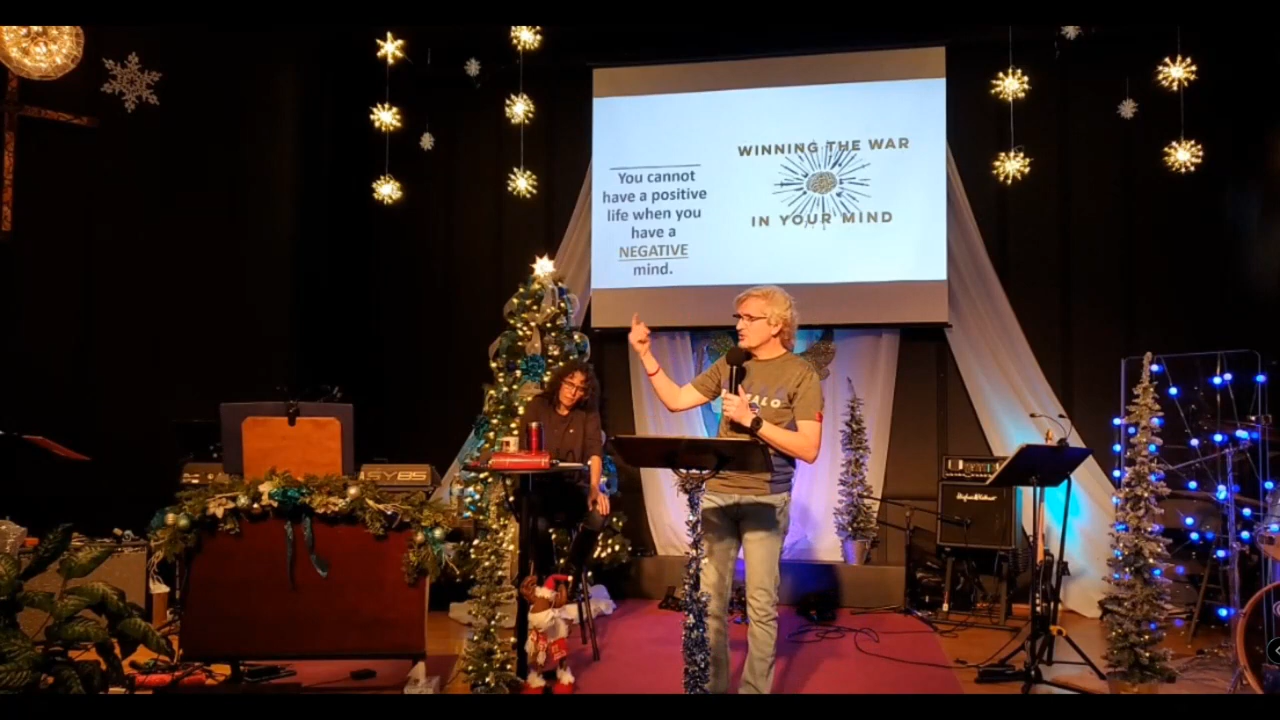 WINNING THE WAR
IN YOUR MIND
You cannot
have a positive
life when you
have a
NEGATIVE
mind.